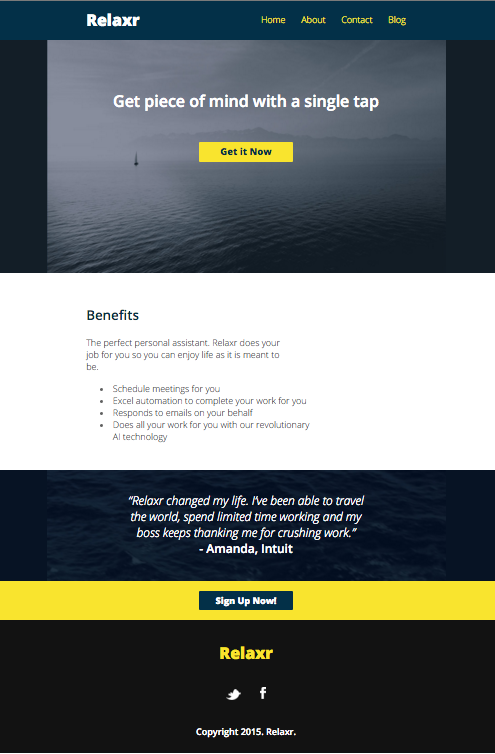 Relaxr
Home About Contact Blog
Get piece of mind with a single tap
Get it Now
Benefits
The perfect personal assistant. Relaxr does your
job for you so you can enjoy life as it is meant to
be.
• Schedule meetings for you
• Excel automation to complete your work for you
• Responds to emails on your behalf
• Does all your work for you with our revolutionary
AI technology
“Relaxr changed my life. I've been able to travel
the world, spend limited time working and my
boss keeps thanking me for crushing work.”
- Amanda, Intuit
Sign Up Now!
Relaxr
Copyright 2015. Relaxr.